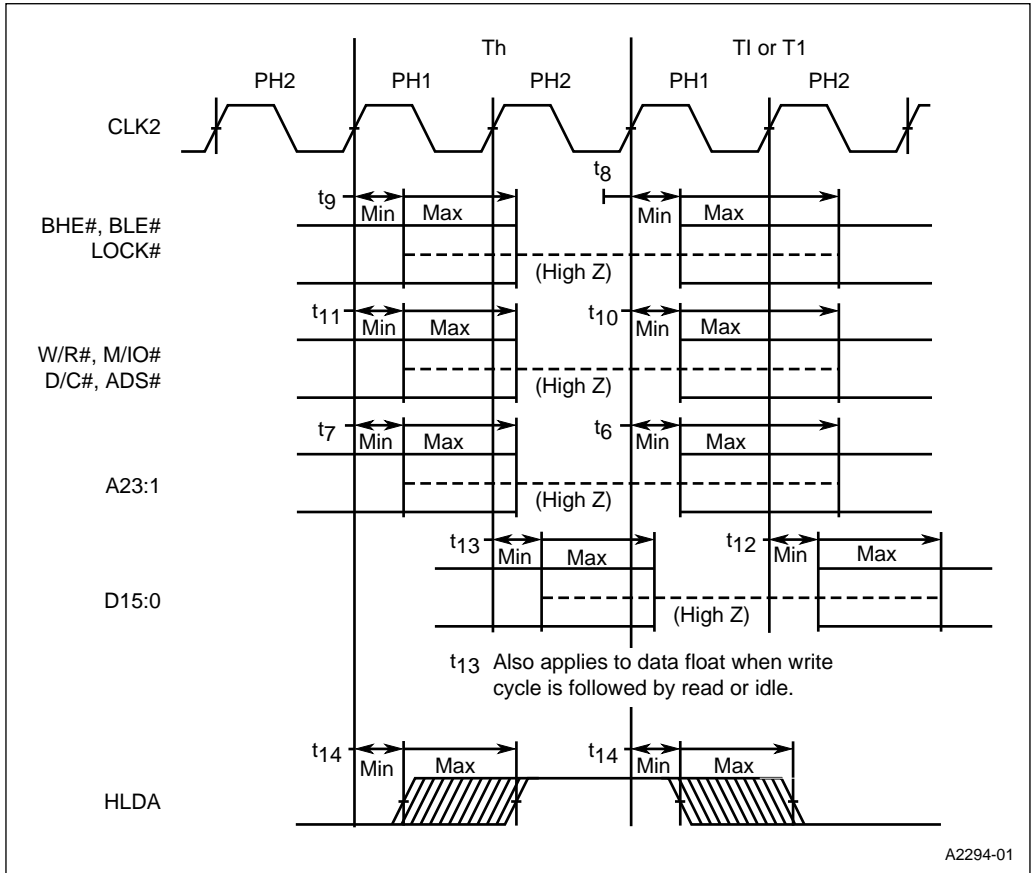 Th
TI or T1
PH2
PH1
PH2
PH1
PH2
CLK2
t9
Min
Max
t8
Min
Max
BHE#, BLE#
LOCK#
(High Z)
t11
Min
Max
t10
Min
Max
W/R#, M/IO#
D/C#, ADS#
(High Z)
t7
Min
Max
t6
Min
Max
A23:1
(High Z)
t13
Min
Max
t12
Min
Max
D15:0
(High Z)
t13 Also applies to data float when write
cycle is followed by read or idle.
t14
Min
Max
t14
Min
Max
HLDA
A2294-01